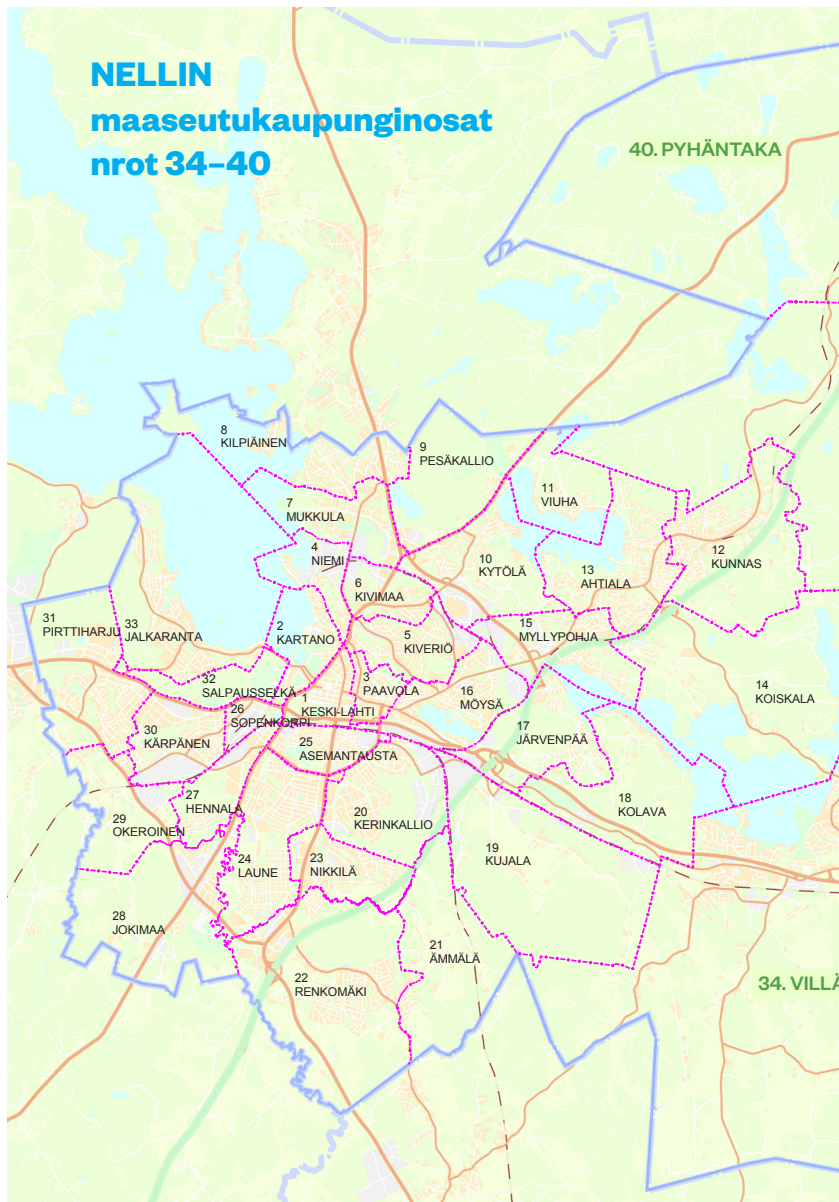 NELLIN
maaseutukaupunginosat
nrot 34–40
40. PYHÄNTAKA
8
KILPIÄINEN
9
PESÄKALLIO
11
VIUHA
7
MUKKULA
4
NIEMI
10
KYTÖLÄ
12
KUNNAS
13
AHTIALA
6
KIVIMAA
31
PIRTTIHARJU
33
JALKARANTA
2
KARTANO
5
KIVERIÖ
15
MYLLYPOHJA
32
SALPAUSSELKÄ
3
PAAVOLA
14
KOISKALA
16
MÖYSÄ
1
KESKI-LAHTI
26
SOPENKORPI
30
KÄRPÄNEN
17
JÄRVENPÄÄ
25
ASEMANTAUSTA
27
HENNALA
18
KOLAVA
29
OKEROINEN
20
KERINKALLIO
19
KUJALA
24
LAUNE
23
NIKKILÄ
28
JOKIMAA
21
ÄMMÄLÄ
22
RENKOMÄKI
34. VILLÄ